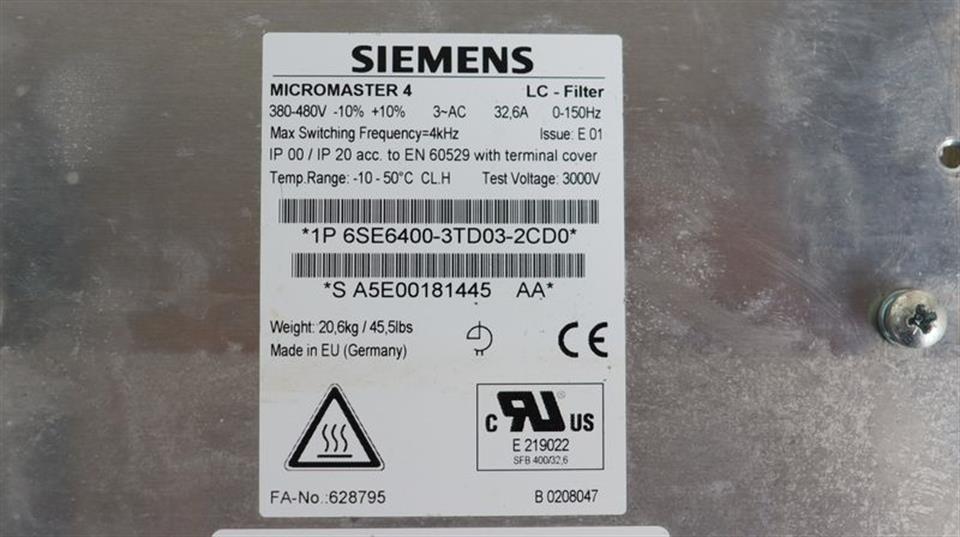 SIEMENS
MICROMASTER 4 LC - Filter
380-480V -10% +10% 3~AC 32,6A 0-150Hz
Max Switching Frequency=4kHz Issue: E 01
IP 00 / IP 20 acc. to EN 60529 with terminal cover
Temp.Range: -10 - 50°C CL.H Test Voltage: 3000V
*1P 6SE6400-3TD03-2CD0*
*S A5E00181445 AA*
Weight: 20,6kg / 45,5lbs
Made in EU (Germany)
CE
C RU US
E 219022
SFB 400/32,6
FA-No.:628795 B 0208047